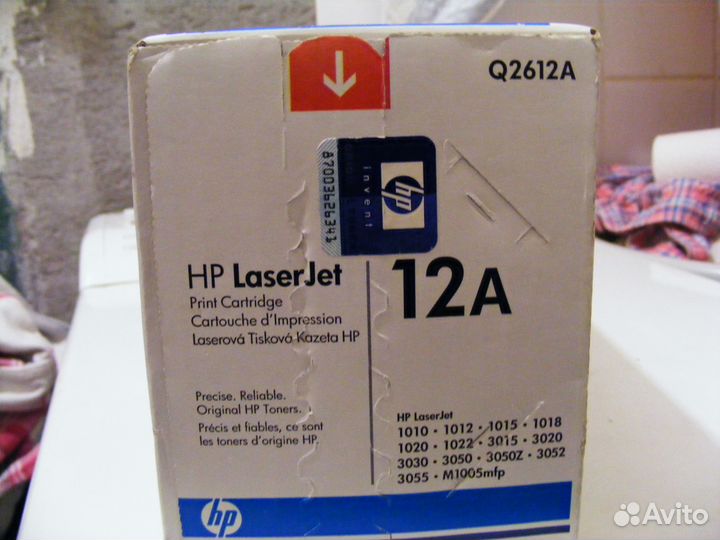 Q2612A
hp
invent
HP LaserJet
12A
Print Cartridge
Cartouche d'Impression
Laserová Tisková Kazeta HP
Precise. Reliable.
Original HP Toners.
Précis et fiables, ce sont
les toners d'origine HP.
HP LaserJet
1010 • 1012 • 1015 • 1018
1020 • 1022 • 3015 • 3020
3030 • 3050 • 3050Z • 3052
3055 • M1005mfp
hp
Avito